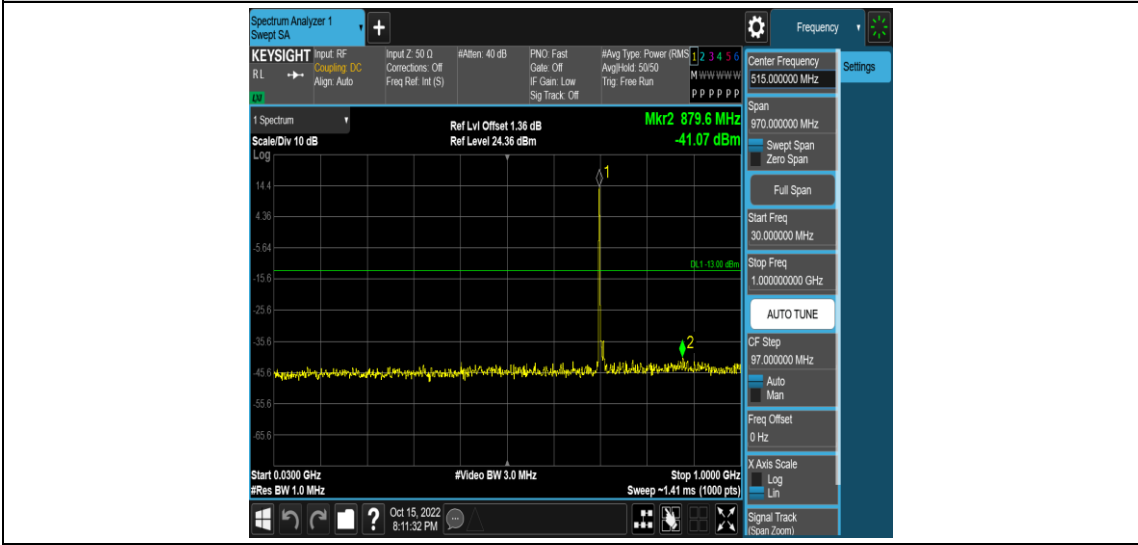 Spectrum Analyzer 1
Swept SA
+
Frequency
KEYSIGHT
RL
LM
Input: RF
Coupling: DC
Align: Auto
Input Z: 50 Ω
Corrections: Off
Freq Ref: Int (S)
#Atten: 40 dB
PNO: Fast
Gate: Off
IF Gain: Low
Sig Track: Off
#Avg Type: Power (RMS
Avg|Hold: 50/50
Trig: Free Run
1 2 3 4 5 6
M W W W W W
P P P P P P
1 Spectrum
Scale/Div 10 dB
Log
Ref Lvl Offset 1.36 dB
Ref Level 24.36 dBm
Mkr2 879.6 MHz
-41.07 dBm
1
14.4
4.36
-5.64
DL1 -13.00 dBm
-15.6
-25.6
-35.6
2
-45.6
-55.6
-65.6
Start 0.0300 GHz
#Res BW 1.0 MHz
#Video BW 3.0 MHz
Stop 1.0000 GHz
Sweep ~1.41 ms (1000 pts)
?
Oct 15, 2022
8:11:32 PM
Center Frequency
515.000000 MHz
Settings
Span
970.000000 MHz
Swept Span
Zero Span
Full Span
Start Freq
30.000000 MHz
Stop Freq
1.000000000 GHz
AUTO TUNE
CF Step
97.000000 MHz
Auto
Man
Freq Offset
0 Hz
X Axis Scale
Log
Lin
Signal Track
(Span Zoom)